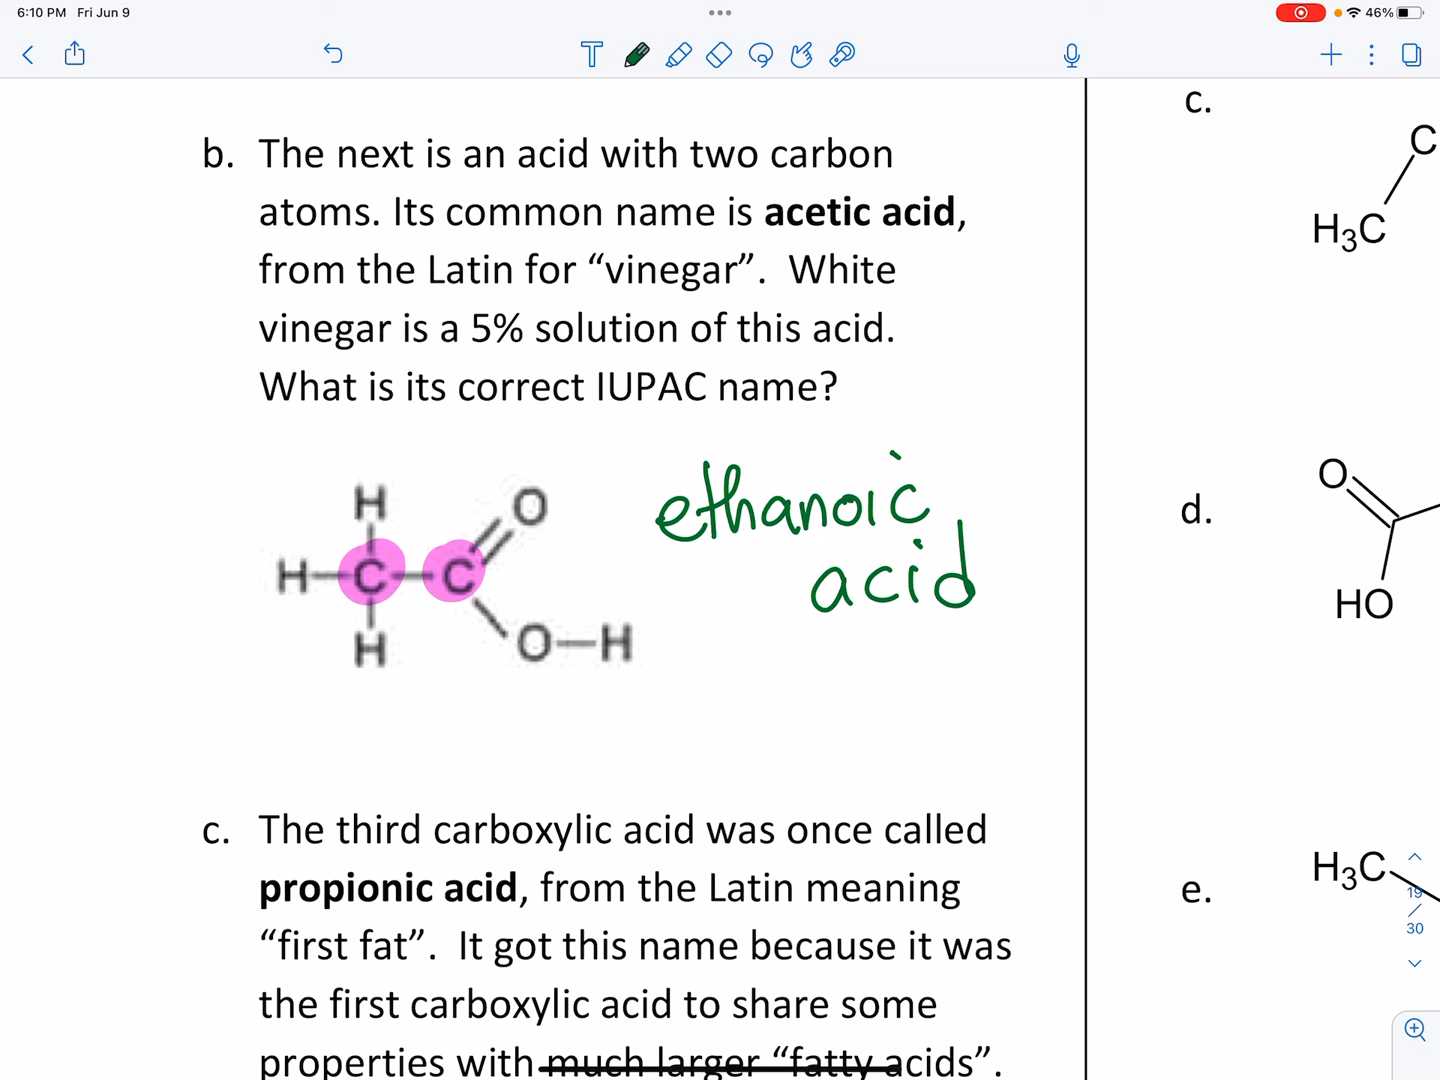 6:10 PM Fri Jun 9
46%
b. The next is an acid with two carbon
atoms. Its common name is acetic acid,
from the Latin for “vinegar”. White
vinegar is a 5% solution of this acid.
What is its correct IUPAC name?
ethanoic
acid
H
O
H C C
H
O H
c. The third carboxylic acid was once called
propionic acid, from the Latin meaning
“first fat”. It got this name because it was
the first carboxylic acid to share some
properties with much larger “fatty acids”.
c.
C
H3C
d.
O
HO
e.
H3C
19
/
30